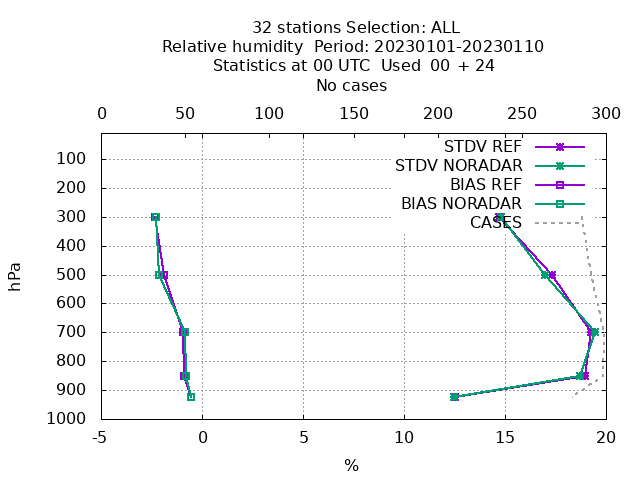 32 stations Selection: ALL
Relative humidity  Period: 20230101-20230110
Statistics at 00 UTC  Used  00 + 24
No cases
0 50 100 150 200 250 300
STDV REF
STDV NORADAR
BIAS REF
BIAS NORADAR
CASES
100
200
300
400
500
600
700
800
900
1000
hPa
-5 0 5 10 15 20
%